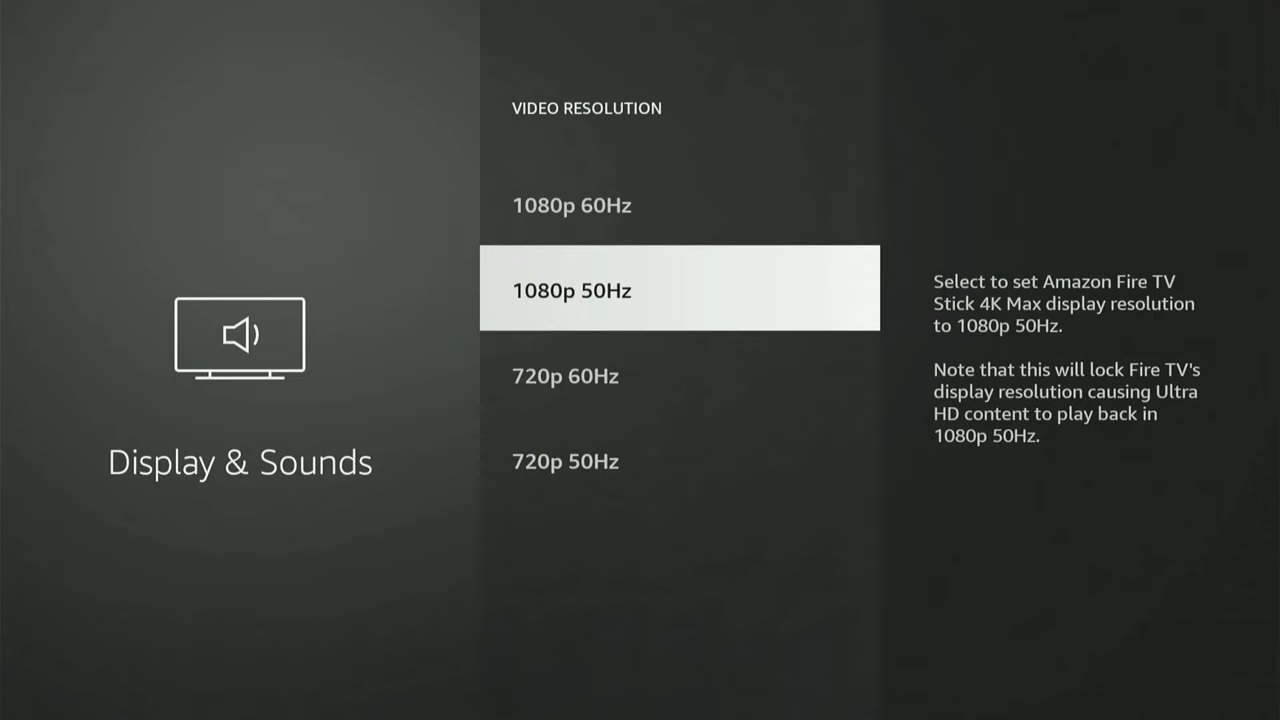 VIDEO RESOLUTION
1080p 60Hz
1080p 50Hz
720p 60Hz
720p 50Hz
Display & Sounds
Select to set Amazon Fire TV
Stick 4K Max display resolution
to 1080p 50Hz.
Note that this will lock Fire TV's
display resolution causing Ultra
HD content to play back in
1080p 50Hz.